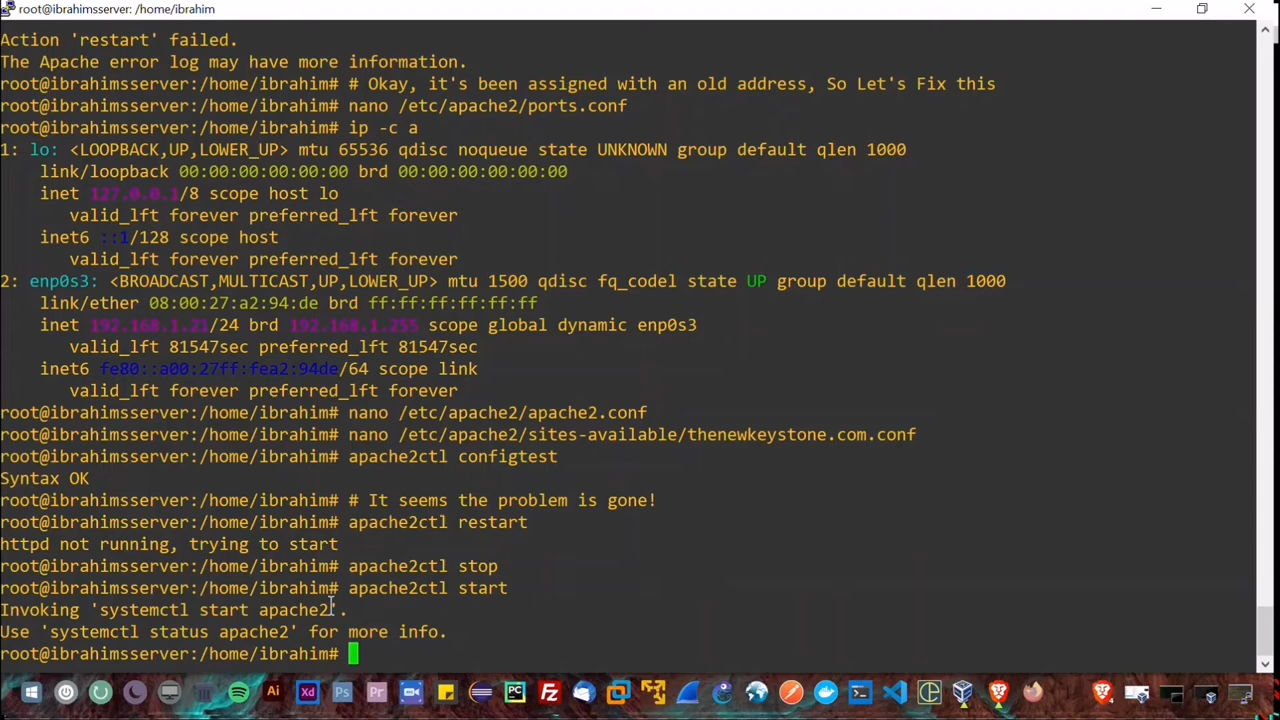 root@ibrahimsserver: /home/ibrahim
Action 'restart' failed.
The Apache error log may have more information.
root@ibrahimsserver:/home/ibrahim# # Okay, it's been assigned with an old address, So Let's Fix this
root@ibrahimsserver:/home/ibrahim# nano /etc/apache2/ports.conf
root@ibrahimsserver:/home/ibrahim# ip -c a
1: lo: <LOOPBACK,UP,LOWER_UP> mtu 65536 qdisc noqueue state UNKNOWN group default qlen 1000
link/loopback 00:00:00:00:00:00 brd 00:00:00:00:00:00
inet 127.0.0.1/8 scope host lo
valid_lft forever preferred_lft forever
inet6 ::1/128 scope host
valid_lft forever preferred_lft forever
2: enp0s3: <BROADCAST,MULTICAST,UP,LOWER_UP> mtu 1500 qdisc fq_codel state UP group default qlen 1000
link/ether 08:00:27:a2:94:de brd ff:ff:ff:ff:ff:ff
inet 192.168.1.21/24 brd 192.168.1.255 scope global dynamic enp0s3
valid_lft 81547sec preferred_lft 81547sec
inet6 fe80::a00:27ff:fea2:94de/64 scope link
valid_lft forever preferred_lft forever
root@ibrahimsserver:/home/ibrahim# nano /etc/apache2/apache2.conf
root@ibrahimsserver:/home/ibrahim# nano /etc/apache2/sites-available/thenewkeystone.com.conf
root@ibrahimsserver:/home/ibrahim# apache2ctl configtest
Syntax OK
root@ibrahimsserver:/home/ibrahim# # It seems the problem is gone!
root@ibrahimsserver:/home/ibrahim# apache2ctl restart
httpd not running, trying to start
root@ibrahimsserver:/home/ibrahim# apache2ctl stop
root@ibrahimsserver:/home/ibrahim# apache2ctl start
Invoking 'systemctl start apache2'.
Use 'systemctl status apache2' for more info.
root@ibrahimsserver:/home/ibrahim#
Ai Xd Ps Pr PC FZ